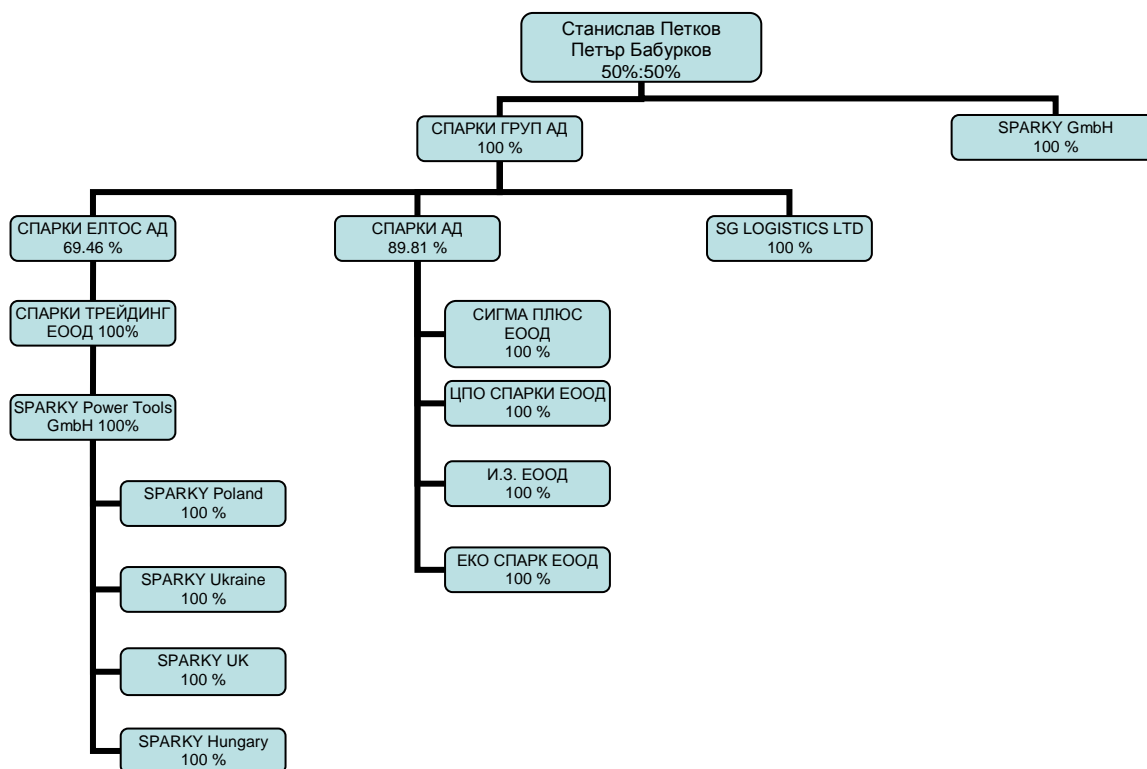 Станислав Петков
Петър Бабурков
50%:50%
СПАРКИ ГРУП АД
100 %
SPARKY GmbH
100 %
СПАРКИ ЕЛТОС АД
69.46 %
СПАРКИ АД
89.81 %
SG LOGISTICS LTD
100 %
СПАРКИ ТРЕЙДИНГ
ЕООД 100%
SPARKY Power Tools
GmbH 100%
SPARKY Poland
100 %
SPARKY Ukraine
100 %
SPARKY UK
100 %
SPARKY Hungary
100 %
СИГМА ПЛЮС
ЕООД
100 %
ЦПО СПАРКИ ЕООД
100 %
И.З. ЕООД
100 %
ЕКО СПАРК ЕООД
100 %